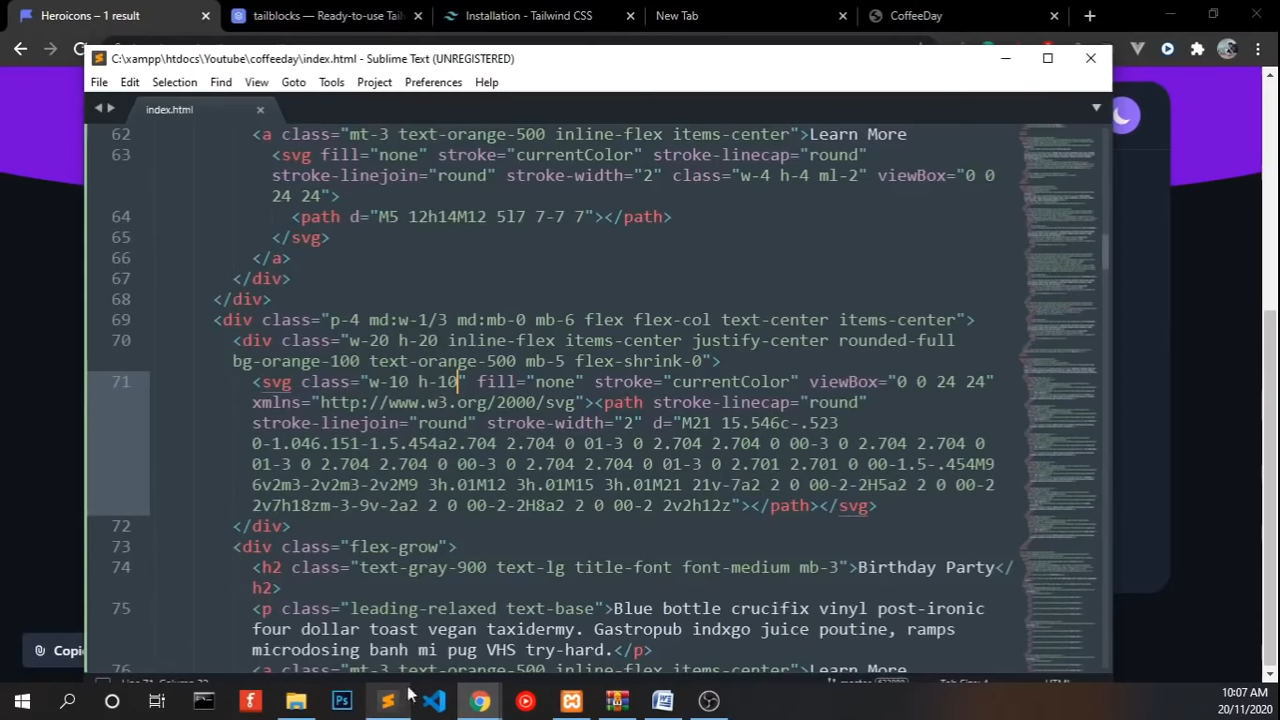 Heroicons — 1 result
tailblocks — Ready-to-use Tail
Installation - Tailwind CSS
New Tab
CoffeeDay
C:\xampp\htdocs\Youtube\coffeeday\index.html - Sublime Text (UNREGISTERED)
File Edit Selection Find View Goto Tools Project Preferences Help
index.html
62 <a class="mt-3 text-orange-500 inline-flex items-center">Learn More
63 <svg fill="none" stroke="currentColor" stroke-linecap="round"
stroke-linejoin="round" stroke-width="2" class="w-4 h-4 ml-2" viewBox="0 0
24 24">
64 <path d="M5 12h14M12 5l7 7-7 7"></path>
65 </svg>
66 </a>
67 </div>
68 </div>
69 <div class="p-4 md:w-1/3 md:mb-0 mb-6 flex flex-col text-center items-center">
70 <div class="w-20 h-20 inline-flex items-center justify-center rounded-full
bg-orange-100 text-orange-500 mb-5 flex-shrink-0">
71 <svg class="w-10 h-10" fill="none" stroke="currentColor" viewBox="0 0 24 24"
xmlns="http://www.w3.org/2000/svg"><path stroke-linecap="round"
stroke-linejoin="round" stroke-width="2" d="M21 15.546c-.523
0-1.046.151-1.5.454a2.704 2.704 0 01-3 0 2.704 2.704 0 00-3 0 2.704 2.704 0
01-3 0 2.704 2.704 0 00-3 0 2.704 2.704 0 01-3 0 2.701 2.701 0 00-1.5-.454M9
6v2m3-2v2m3-2v2M9 3h.01M12 3h.01M15 3h.01M21 21v-7a2 2 0 00-2-2H5a2 2 0 00-2
2v7h18zm-3-9v-2a2 2 0 00-2-2H8a2 2 0 00-2 2v2h12z"></path></svg>
72 </div>
73 <div class="flex-grow">
74 <h2 class="text-gray-900 text-lg title-font font-medium mb-3">Birthday Party</
h2>
75 <p class="leading-relaxed text-base">Blue bottle crucifix vinyl post-ironic
four dollar toast vegan taxidermy. Gastropub indxgo juice poutine, ramps
microdosing banh mi pug VHS try-hard.</p>
76 <a class="mt-3 text-orange-500 inline-flex items-center">Learn More
Copie
10:07 AM
20/11/2020